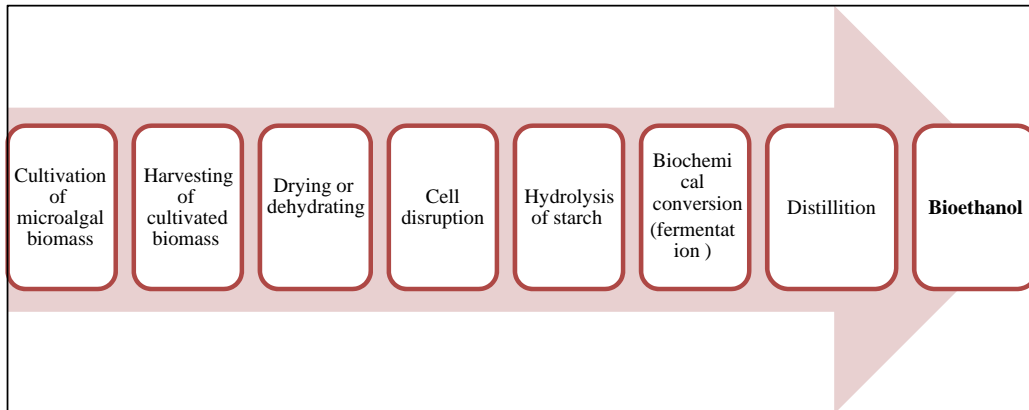 Cultivation
of
microalgal
biomass
Harvesting
of
cultivated
biomass
Drying or
dehydrating
Cell
disruption
Hydrolysis
of starch
Biochemi
cal
conversion
(fermentat
ion )
Distillition
Bioethanol